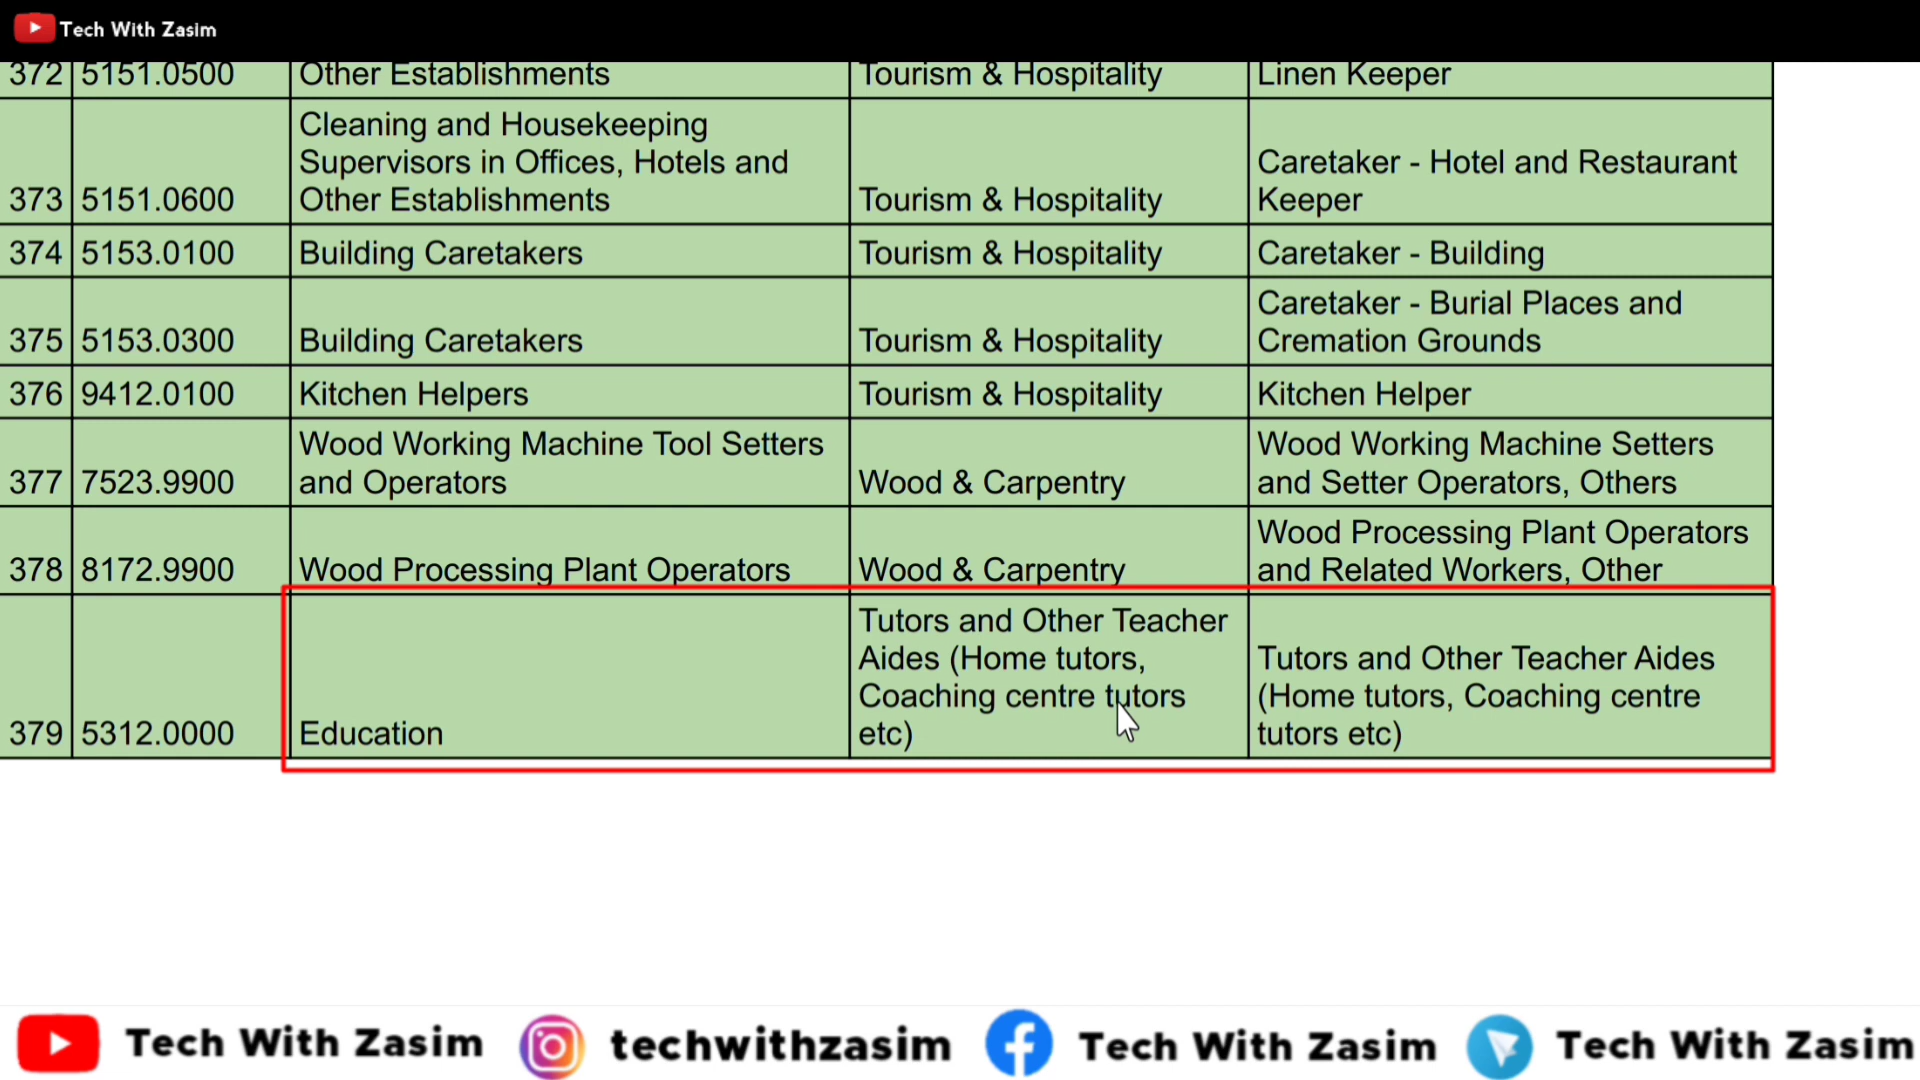 Tech With Zasim
372 5151.0500 Other Establishments Tourism & Hospitality Linen Keeper
Cleaning and Housekeeping
Supervisors in Offices, Hotels and Caretaker - Hotel and Restaurant
373 5151.0600 Other Establishments Tourism & Hospitality Keeper
374 5153.0100 Building Caretakers Tourism & Hospitality Caretaker - Building
Caretaker - Burial Places and
375 5153.0300 Building Caretakers Tourism & Hospitality Cremation Grounds
376 9412.0100 Kitchen Helpers Tourism & Hospitality Kitchen Helper
Wood Working Machine Tool Setters Wood Working Machine Setters
377 7523.9900 and Operators Wood & Carpentry and Setter Operators, Others
Wood Processing Plant Operators
378 8172.9900 Wood Processing Plant Operators Wood & Carpentry and Related Workers, Other
Tutors and Other Teacher
Aides (Home tutors, Tutors and Other Teacher Aides
Coaching centre tutors (Home tutors, Coaching centre
379 5312.0000 Education etc) tutors etc)
Tech With Zasim techwithzasim Tech With Zasim Tech With Zasim